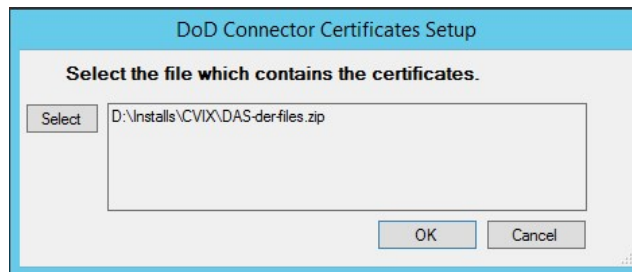 DoD Connector Certificates Setup
Select the file which contains the certificates.
Select
D:\Installs\CVIX\DAS-der-files.zip
OK
Cancel